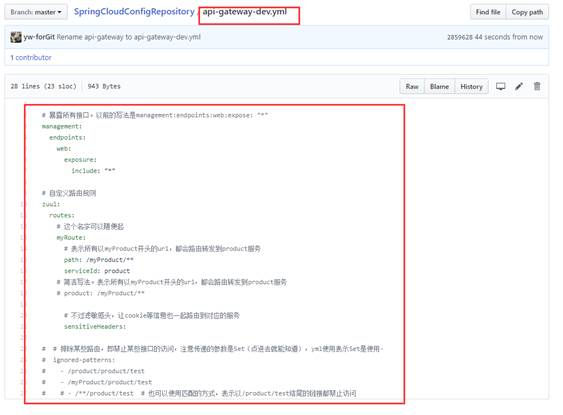 Branch: master
SpringCloudConfigRepository / api-gateway-dev.yml
Find file
Copy path
yw-forGit Rename api-gateway to api-gateway-dev.yml
2859628 44 seconds from now
1 contributor
28 lines (23 sloc) 943 Bytes
Raw
Blame
History
# 暴露所有接口,以前的写法是management:endpoints:web:expose: "*"
management:
endpoints:
web:
exposure:
include: "*"
# 自定义路由规则
zuul:
routes:
# 这个名字可以随便起
myRoute:
# 表示所有以myProduct开头的url,都会路由转发到product服务
path: /myProduct/**
serviceId: product
# 简洁写法。表示所有以myProduct开头的url,都会路由转发到product服务
# product: /myProduct/**
# 不过滤敏感头,让cookie等信息也一起路由到对应的服务
sensitiveHeaders:
# # 排除某些路由,即禁止某些接口的访问,注意传递的参数是Set(点进去就能知道),yml使用表示Set是使用-
# ignored-patterns:
# - /product/product/test
# - /myProduct/product/test
# # - /**/product/test # 也可以使用匹配的方式,表示以/product/test结尾的链接都禁止访问